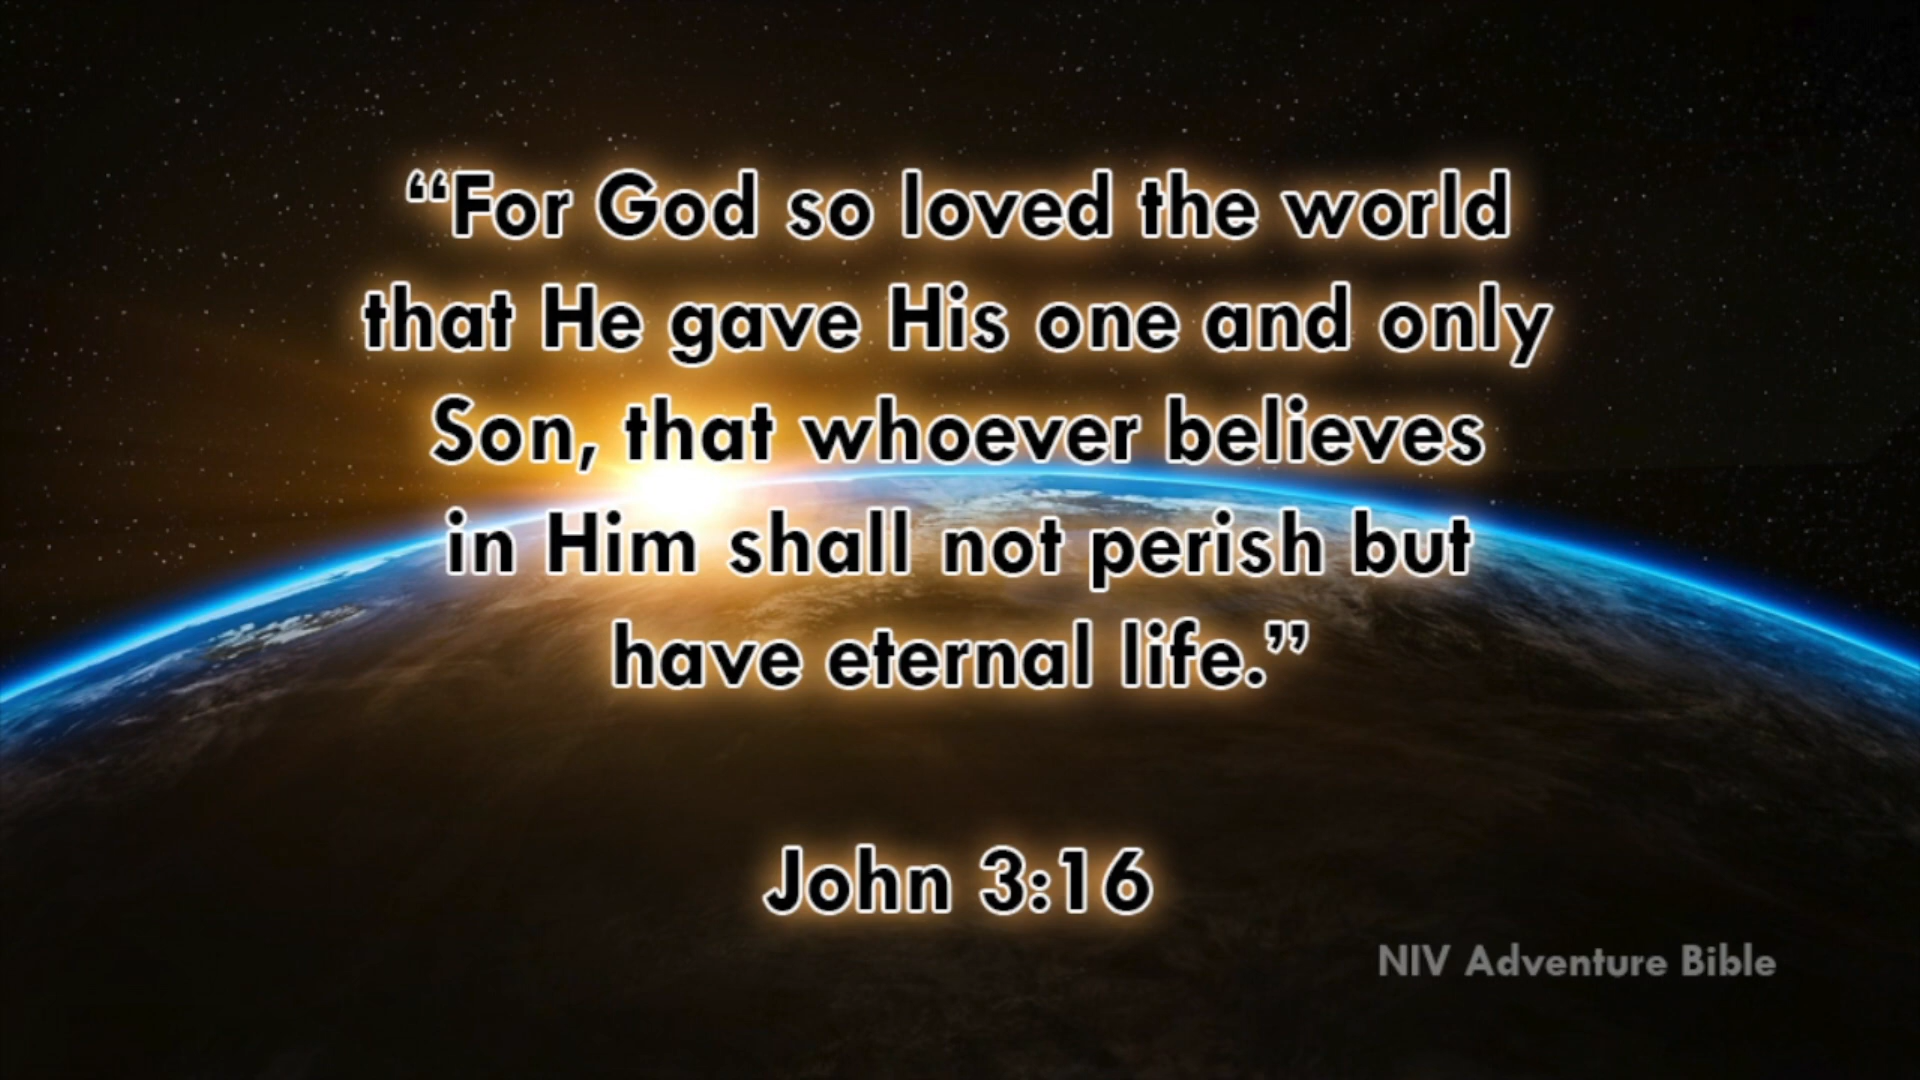 “For God so loved the world
that He gave His one and only
Son, that whoever believes
in Him shall not perish but
have eternal life.”
John 3:16
NIV Adventure Bible